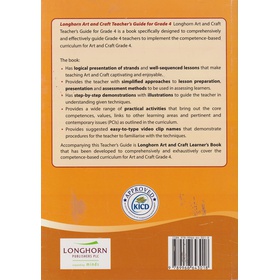 Longhorn Art and Craft Teacher's Guide for Grade 4 Longhorn Art and Craft
Teacher's Guide for Grade 4 is a book specifically designed to comprehensively
and effectively guide Grade 4 teachers to implement the competence-based
curriculum for Art and Craft Grade 4.
The book:
• Has logical presentation of strands and well-sequenced lessons that make
teaching Art and Craft captivating and enjoyable.
• Provides the teacher with simplified approaches to lesson preparation,
presentation and assessment methods to be used in assessing learners.
• Has step-by-step demonstrations with illustrations to guide the teacher in
understanding given techniques.
• Has a wide range of practical activities that bring out the core
competences, values, links to other learning areas and pertinent and
contemporary issues (PCIs) as outlined in the curriculum.
• Provides suggested easy-to-type video clip names that demonstrate
procedures for the teacher to familiarise with the techniques.
Accompanying this Teacher's Guide is Longhorn Art and Craft Learner's Book
that has been developed to comprehensively and exhaustively cover the
competence-based curriculum for Art and Craft Grade 4.
APPROVED
KICD
LONGHORN
PUBLISHERS PLC